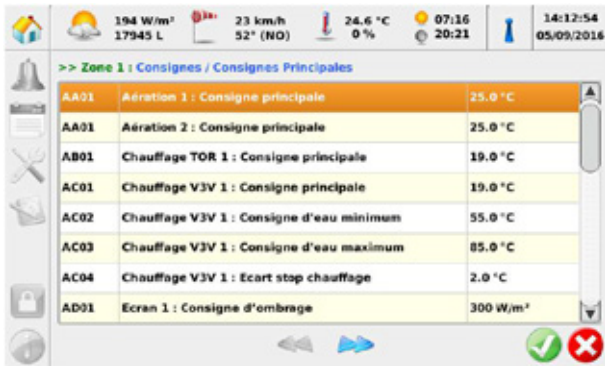 194 W/m² 23 km/h 24.6 °C 07:16 14:12:54
17945 L 52° (NO) 0 % 20:21 05/09/2016
>> Zone 1 : Consignes / Consignes Principales
AA01 Aération 1 : Consigne principale 25.0 °C
AA01 Aération 2 : Consigne principale 25.0 °C
AB01 Chauffage TOR 1 : Consigne principale 19.0 °C
AC01 Chauffage V3V 1 : Consigne principale 19.0 °C
AC02 Chauffage V3V 1 : Consigne d'eau minimum 55.0 °C
AC03 Chauffage V3V 1 : Consigne d'eau maximum 85.0 °C
AC04 Chauffage V3V 1 : Ecart stop chauffage 2.0 °C
AD01 Ecran 1 : Consigne d'ombrage 300 W/m²